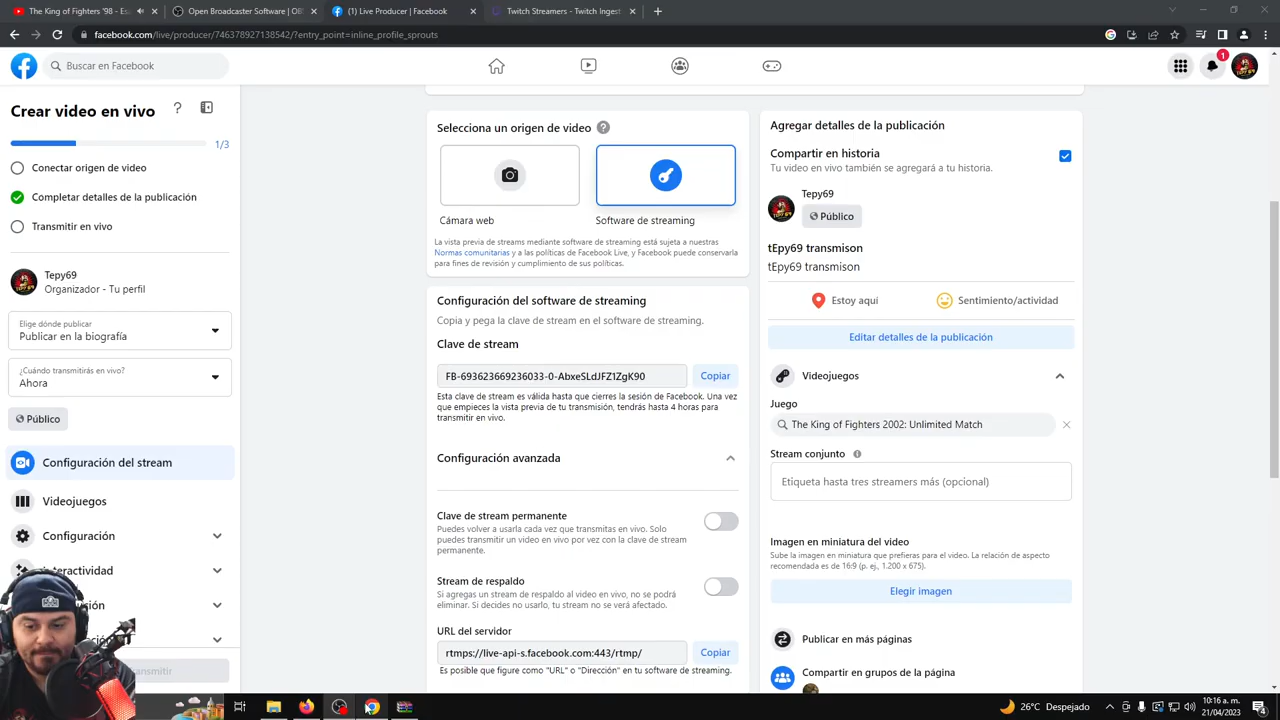 The King of Fighters '98 - Es
Open Broadcaster Software | OBS
(1) Live Producer | Facebook
Twitch Streamers - Twitch Ingest
facebook.com/live/producer/746378927138542/?entry_point=inline_profile_sprouts
Buscar en Facebook
1
Crear video en vivo
1/3
Conectar origen de video
Completar detalles de la publicación
Transmitir en vivo
Tepy69
Organizador - Tu perfil
Elige dónde publicar
Publicar en la biografía
¿Cuándo transmitirás en vivo?
Ahora
Público
Configuración del stream
Videojuegos
Configuración
interactividad
Selecciona un origen de video
Cámara web
Software de streaming
La vista previa de streams mediante software de streaming está sujeta a nuestras
Normas comunitarias y a las políticas de Facebook Live, y Facebook puede conservarla
para fines de revisión y cumplimiento de sus políticas.
Configuración del software de streaming
Copia y pega la clave de stream en el software de streaming.
Clave de stream
FB-693623669236033-0-AbxeSLdJFZ1ZgK90
Copiar
Esta clave de stream es válida hasta que cierres la sesión de Facebook. Una vez
que empieces la vista previa de tu transmisión, tendrás hasta 4 horas para
transmitir en vivo.
Configuración avanzada
Clave de stream permanente
Puedes volver a usarla cada vez que transmitas en vivo. Solo
puedes transmitir un video en vivo por vez con la clave de stream
permanente.
Stream de respaldo
Si agregas un stream de respaldo al video en vivo, no se podrá
eliminar. Si decides no usarlo, tu stream no se verá afectado.
URL del servidor
rtmps://live-api-s.facebook.com:443/rtmp/
Copiar
Es posible que figure como "URL" o "Dirección" en tu software de streaming.
Agregar detalles de la publicación
Compartir en historia
Tu video en vivo también se agregará a tu historia.
Tepy69
Público
tEpy69 transmison
tEpy69 transmison
Estoy aquí
Sentimiento/actividad
Editar detalles de la publicación
Videojuegos
Juego
The King of Fighters 2002: Unlimited Match
Stream conjunto
Etiqueta hasta tres streamers más (opcional)
Imagen en miniatura del video
Sube la imagen en miniatura que prefieras para el video. La relación de aspecto
recomendada es de 16:9 (p. ej., 1.200 x 675).
Elegir imagen
Publicar en más páginas
Compartir en grupos de la página
26°C Despejado
10:16 a. m.
21/04/2023
4